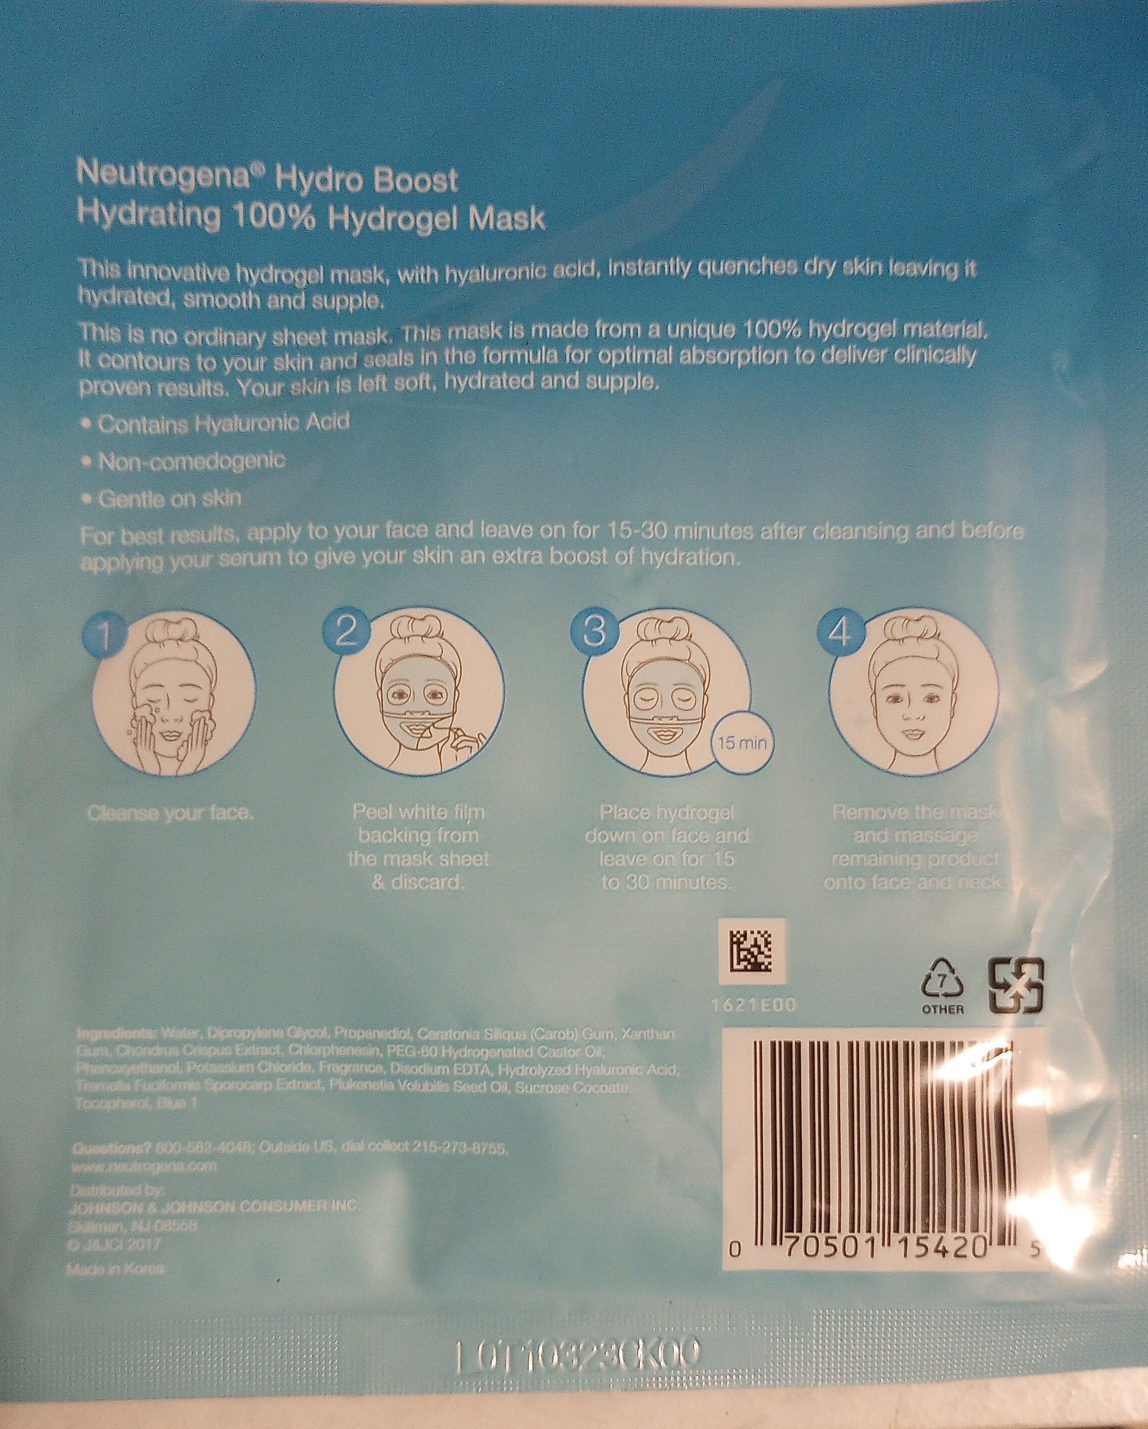 Neutrogena® Hydro Boost
Hydrating 100% Hydrogel Mask
This innovative hydrogel mask, with hyaluronic acid, instantly quenches dry skin leaving it
hydrated, smooth and supple.
This is no ordinary sheet mask. This mask is made from a unique 100% hydrogel material.
It contours to your skin and seals in the formula for optimal absorption to deliver clinically
proven results. Your skin is left soft, hydrated and supple.
• Contains Hyaluronic Acid
• Non-comedogenic
• Gentle on skin
For best results, apply to your face and leave on for 15-30 minutes after cleansing and before
applying your serum to give your skin an extra boost of hydration.
1
Cleanse your face.
2
Peel white film
backing from
the mask sheet
& discard.
3
15 min
Place hydrogel
down on face and
leave on for 15
to 30 minutes.
4
Remove the mask
and massage
remaining product
onto face and neck.
1621E00
7
OTHER
Ingredients: Water, Dipropylene Glycol, Propanediol, Ceratonia Siliqua (Carob) Gum, Xanthan
Gum, Chondrus Crispus Extract, Chlorphenesin, PEG-60 Hydrogenated Castor Oil,
Phenoxyethanol, Potassium Chloride, Fragrance, Disodium EDTA, Hydrolyzed Hyaluronic Acid,
Tremella Fuciformis Sporocarp Extract, Plukenetia Volubilis Seed Oil, Sucrose Cocoate,
Tocopherol, Blue 1
Questions? 800-582-4048; Outside US, dial collect 215-273-8755,
www.neutrogena.com
Distributed by:
JOHNSON & JOHNSON CONSUMER INC.
Skillman, NJ 08558
© J&JCI 2017
Made in Korea
0 70501 15420 5
LOT10323CK00